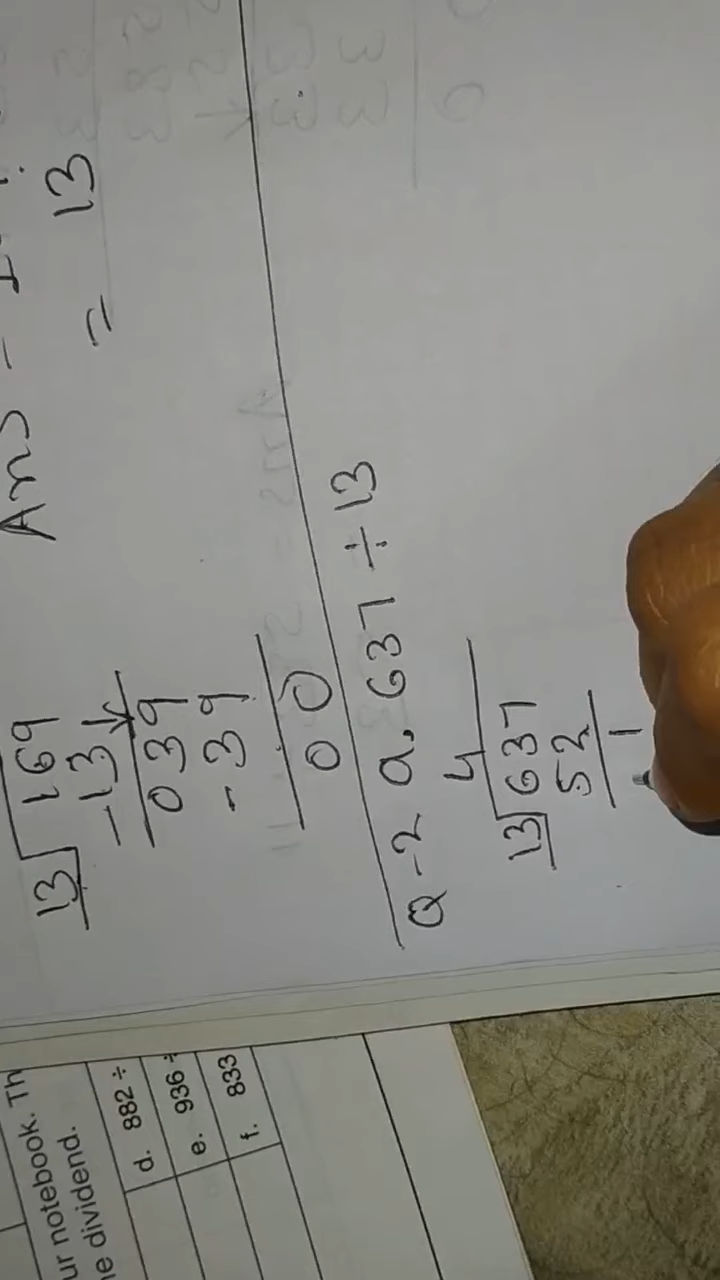 Ans -
= 13
13 169
-13
039
-39
00
Q-2 a. 637 ÷ 13
4
13 637
52
1
ur notebook. Th
e dividend.
d. 882 ÷
e. 936 ÷
f. 833